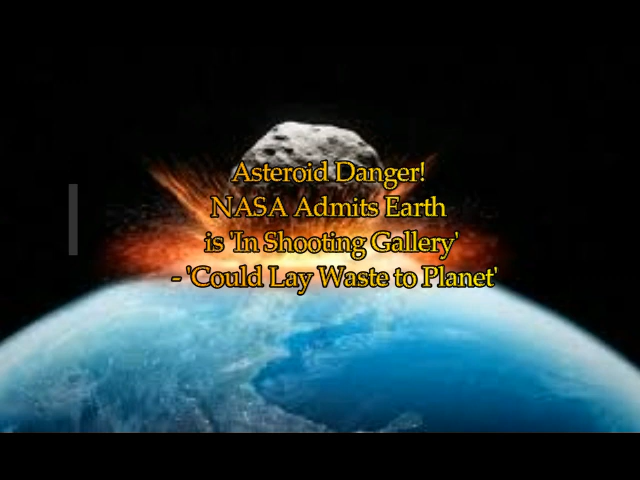 Asteroid Danger!
NASA Admits Earth
is 'In Shooting Gallery'
- 'Could Lay Waste to Planet'